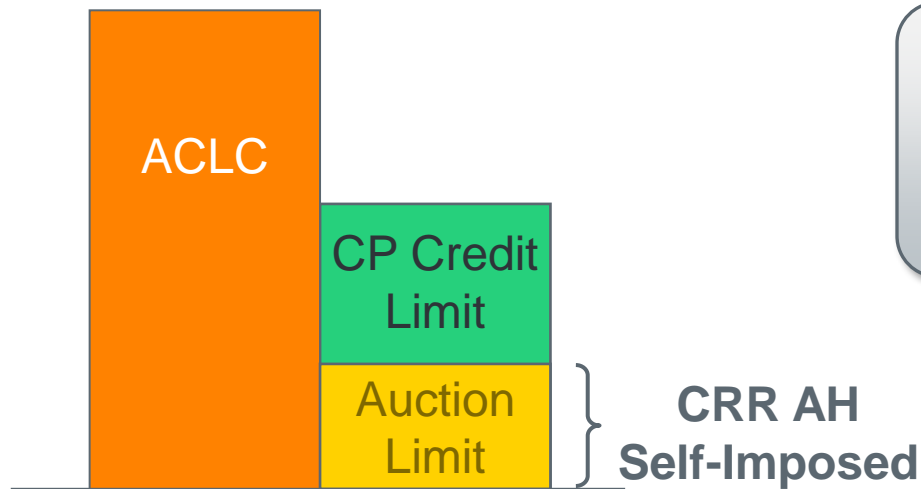 ACLC
CP Credit
Limit
Auction
Limit
CRR AH
Self-Imposed